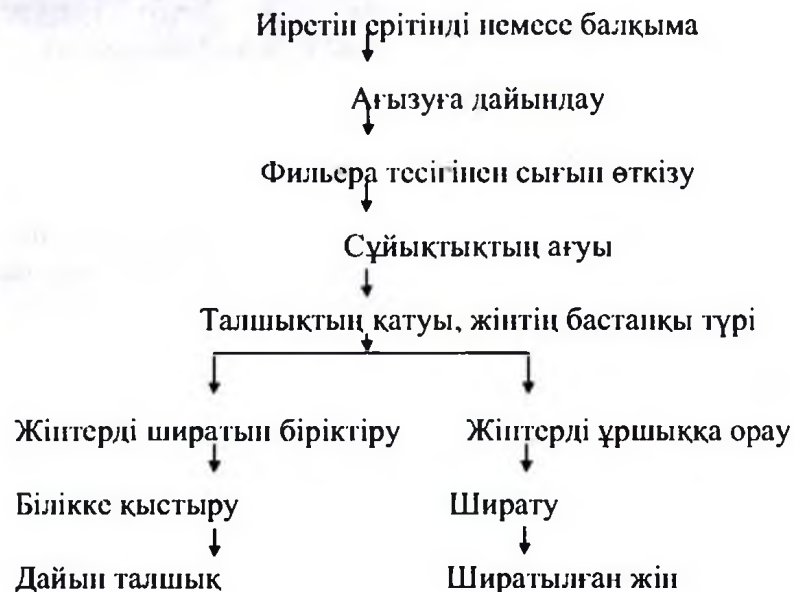 Иірстін ерітінді немесе балқыма
Ағызуға дайындау
Фильера тесігінен сығып өткізу
Сұйықтықтың ағуы
Талшықтың қатуы, жіптің бастапқы түрі
Жіптерді ширатып біріктіру Жіптерді ұршыққа орау
Білікке қыстыру Ширату
Дайын талшық Ширатылған жіп